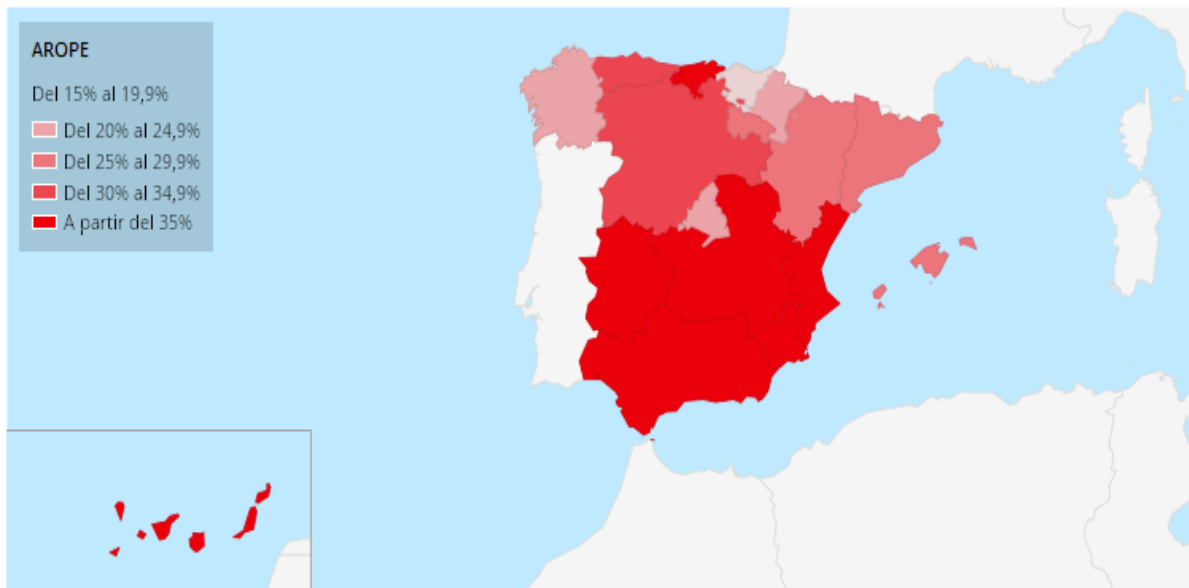 AROPE
Del 15% al 19,9%
Del 20% al 24,9%
Del 25% al 29,9%
Del 30% al 34,9%
A partir del 35%